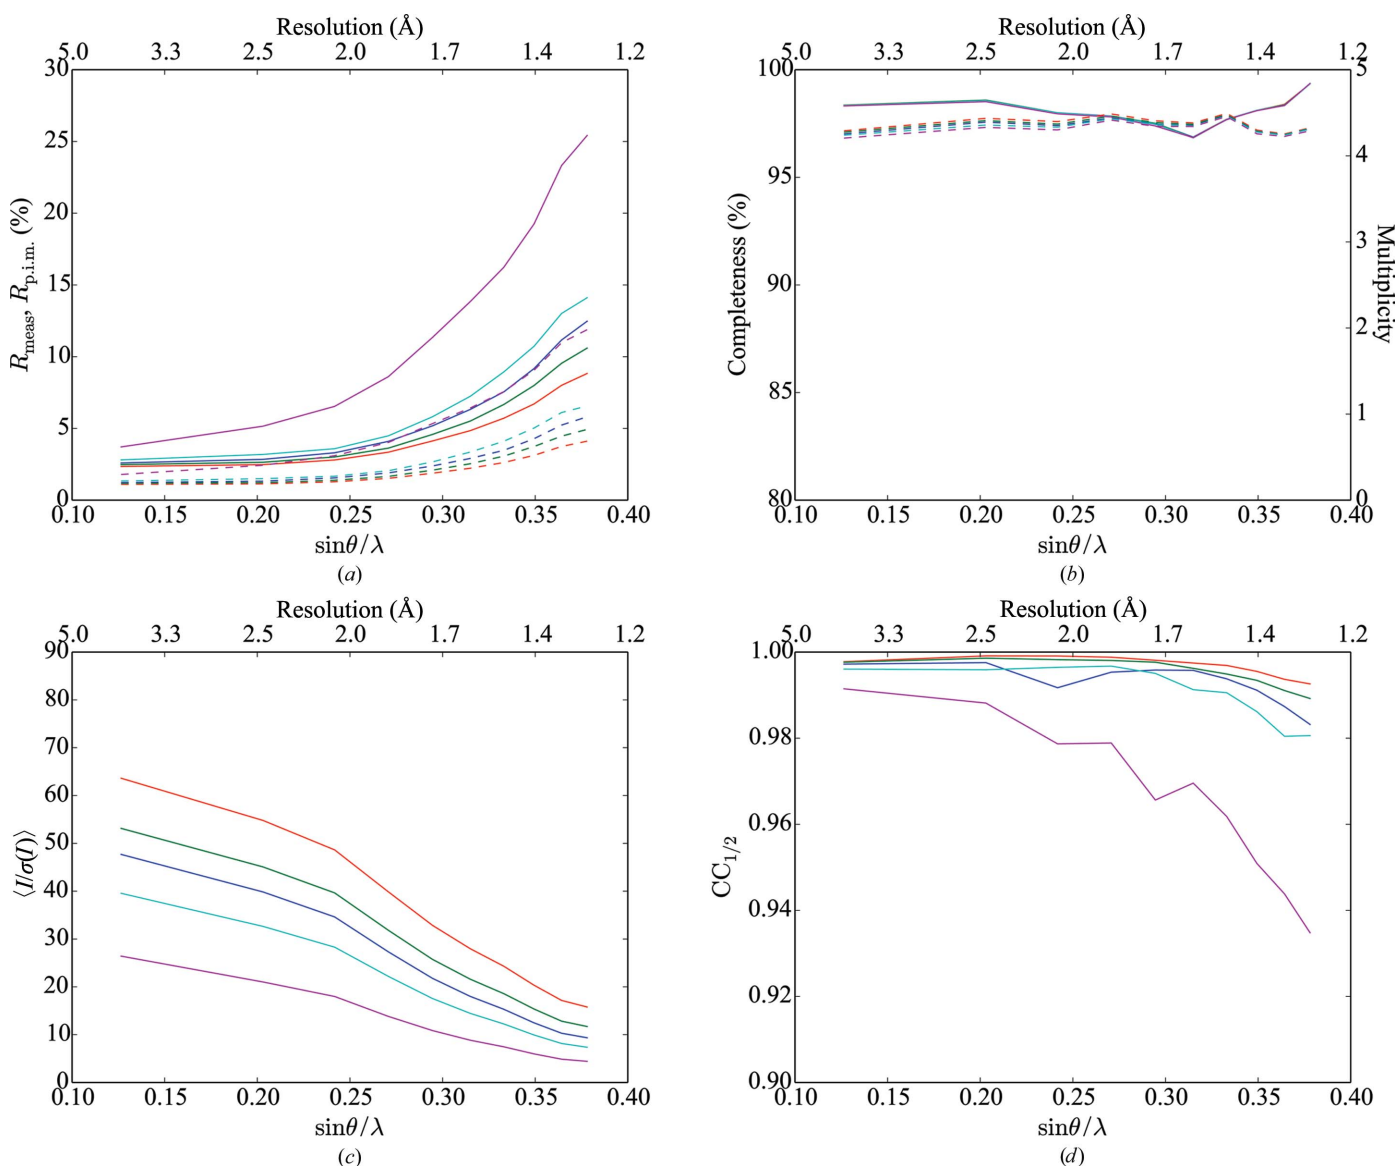 Resolution (Å)
5.0 3.3 2.5 2.0 1.7 1.4 1.2
30
25
20
15
10
5
0
R_meas, R_p.i.m. (%)
0.10 0.15 0.20 0.25 0.30 0.35 0.40
sinθ/λ
(a)
Resolution (Å)
5.0 3.3 2.5 2.0 1.7 1.4 1.2
100
95
90
85
80
Completeness (%)
5
4
3
2
1
0
Multiplicity
0.10 0.15 0.20 0.25 0.30 0.35 0.40
sinθ/λ
(b)
Resolution (Å)
5.0 3.3 2.5 2.0 1.7 1.4 1.2
90
80
70
60
50
40
30
20
10
0
⟨I/σ(I)⟩
0.10 0.15 0.20 0.25 0.30 0.35 0.40
sinθ/λ
(c)
Resolution (Å)
5.0 3.3 2.5 2.0 1.7 1.4 1.2
1.00
0.98
0.96
0.94
0.92
0.90
CC1/2
0.10 0.15 0.20 0.25 0.30 0.35 0.40
sinθ/λ
(d)